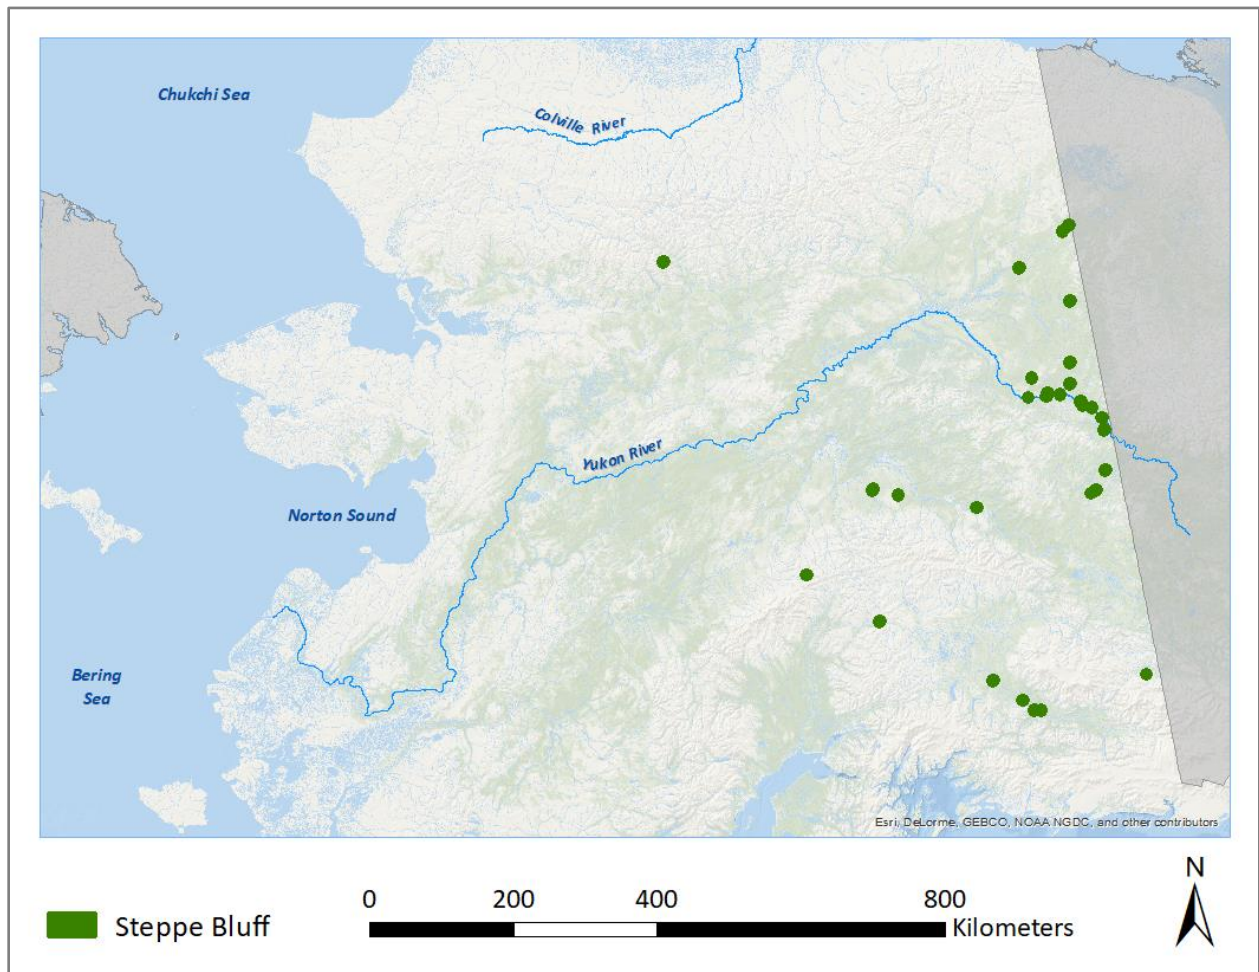 Chukchi Sea
Colville River
Yukon River
Norton Sound
Bering
Sea
Esri, DeLorme, GEBCO, NOAA NGDC, and other contributors
N
0 200 400 800
Kilometers
Steppe Bluff